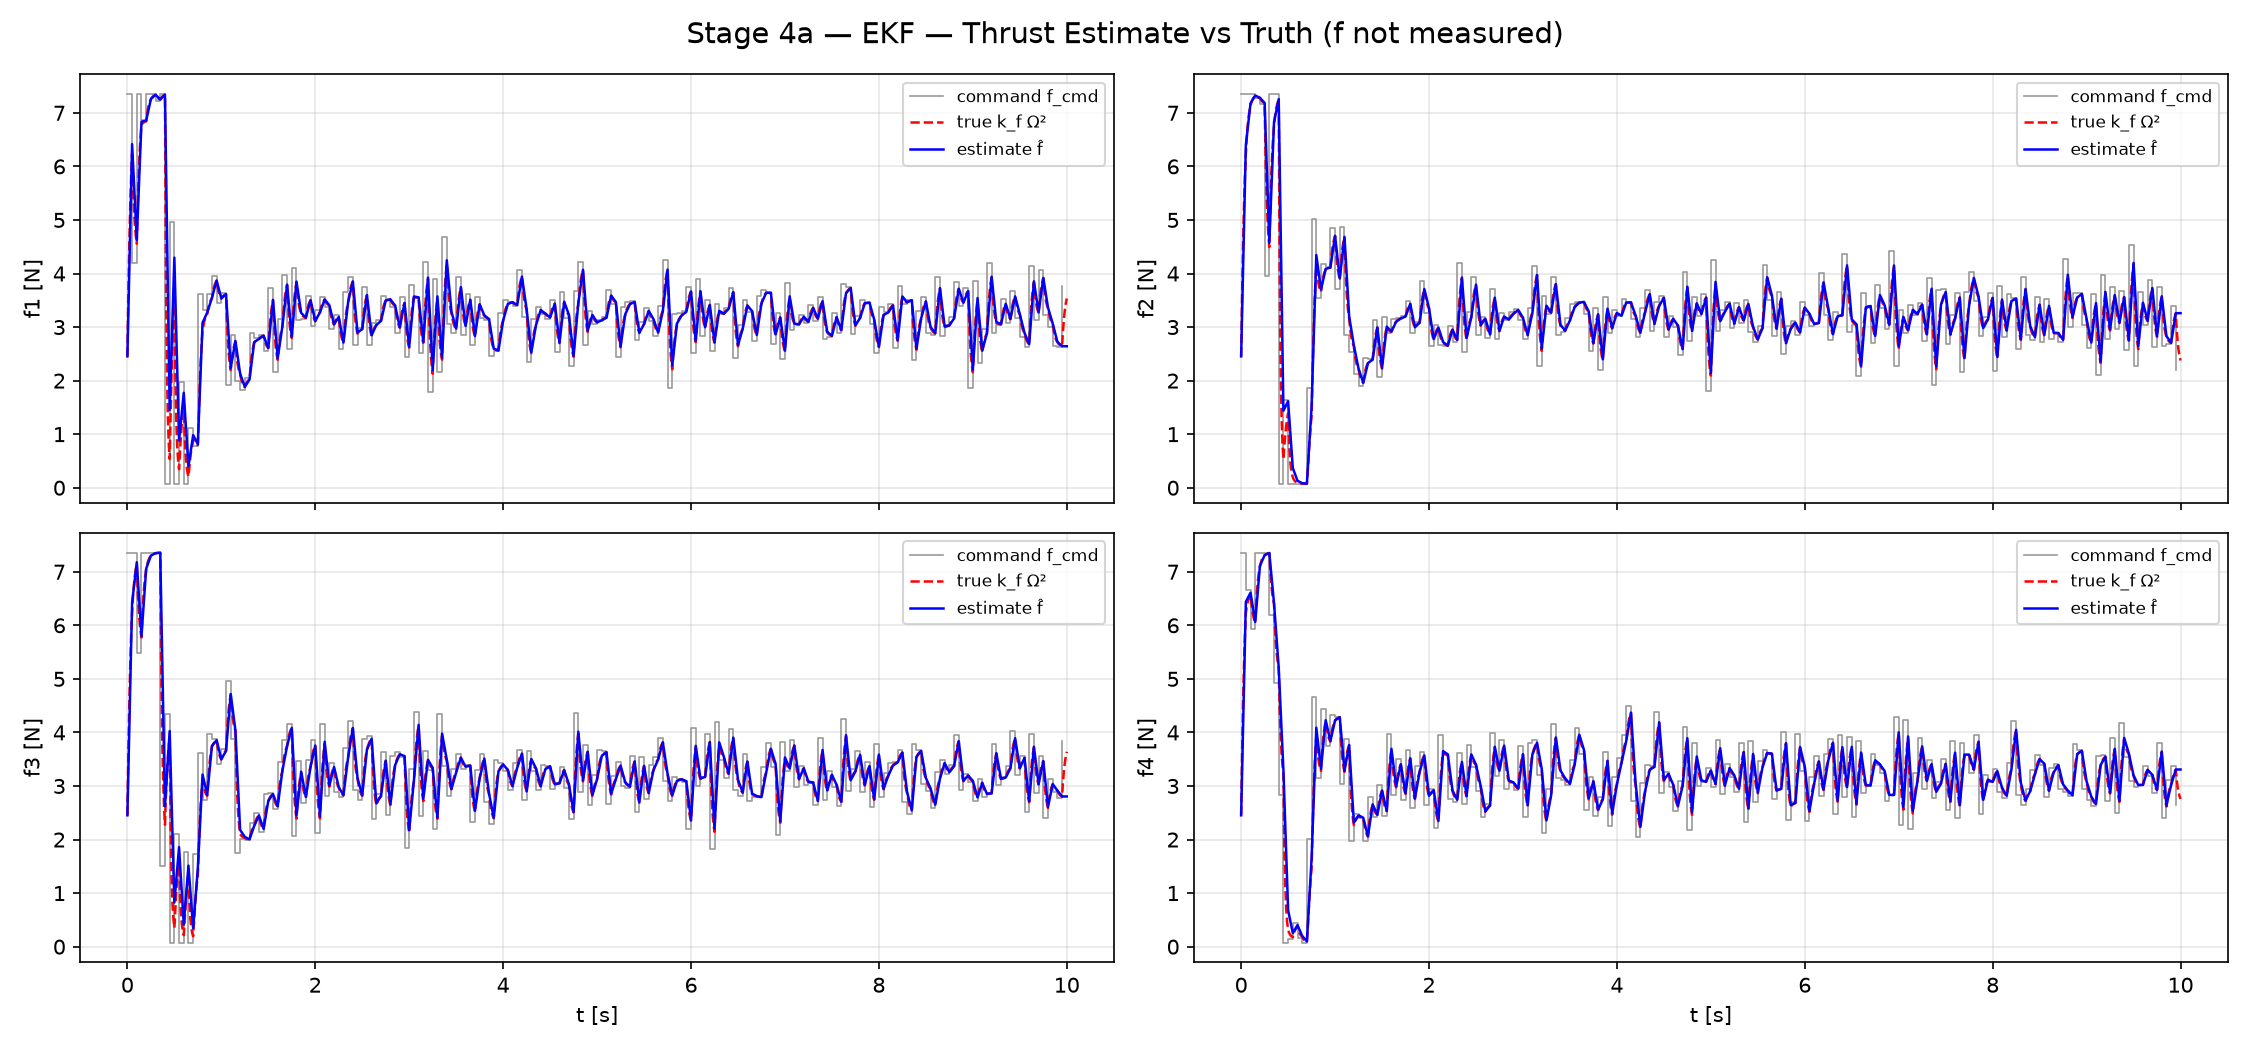 Stage 4a — EKF — Thrust Estimate vs Truth (f not measured)
f1 [N]
7
6
5
4
3
2
1
0
command f_cmd
true k_f Ω²
estimate f̂
f2 [N]
7
6
5
4
3
2
1
0
command f_cmd
true k_f Ω²
estimate f̂
f3 [N]
7
6
5
4
3
2
1
0
command f_cmd
true k_f Ω²
estimate f̂
0 2 4 6 8 10
t [s]
f4 [N]
7
6
5
4
3
2
1
0
command f_cmd
true k_f Ω²
estimate f̂
0 2 4 6 8 10
t [s]